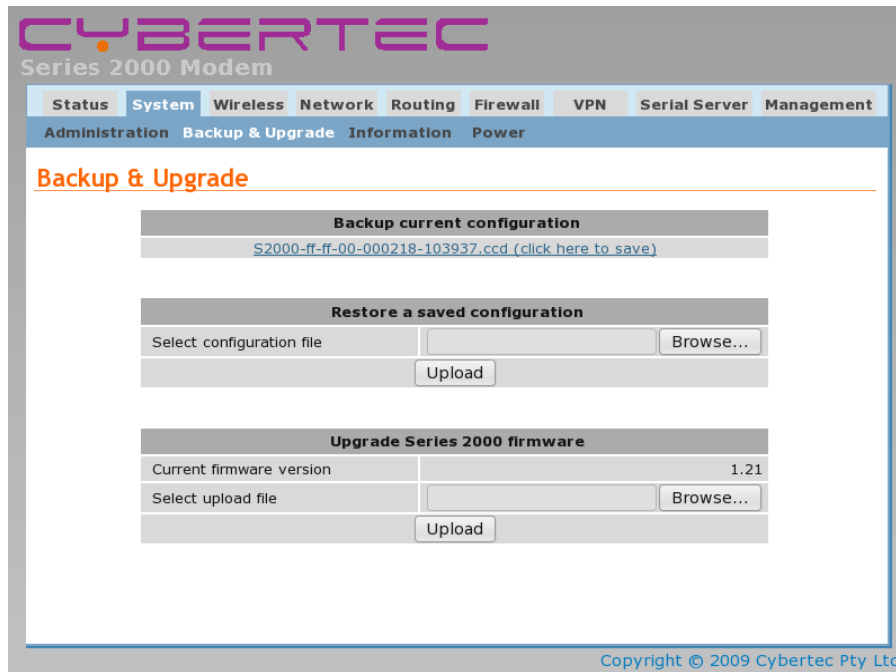 CYBERTEC
Series 2000 Modem
Status System Wireless Network Routing Firewall VPN Serial Server Management
Administration Backup & Upgrade Information Power
Backup & Upgrade
Backup current configuration
S2000-ff-ff-00-000218-103937.ccd (click here to save)
Restore a saved configuration
Select configuration file Browse...
Upload
Upgrade Series 2000 firmware
Current firmware version 1.21
Select upload file Browse...
Upload
Copyright © 2009 Cybertec Pty Ltd